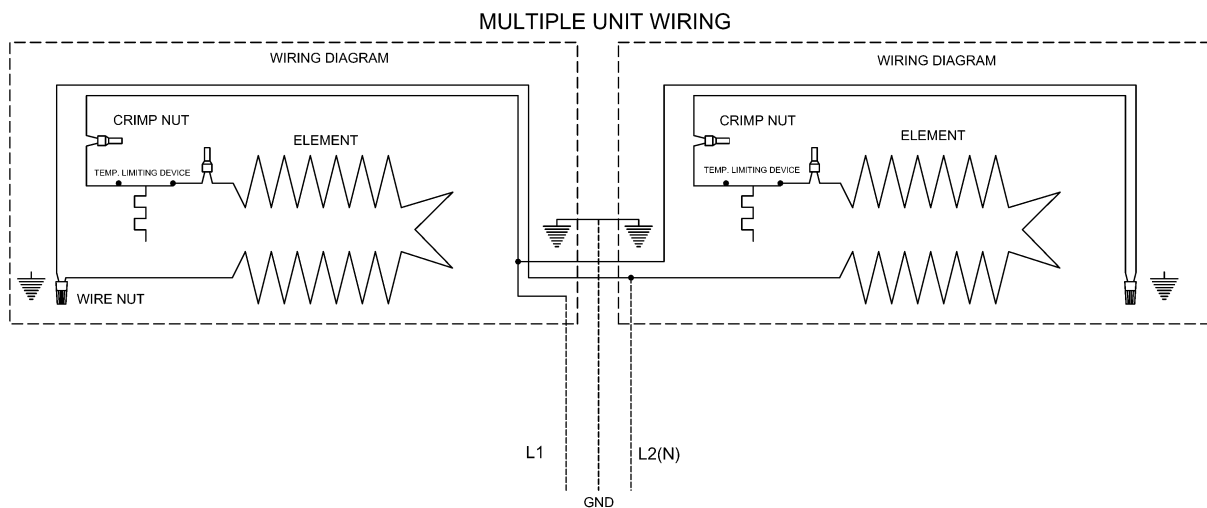 MULTIPLE UNIT WIRING
WIRING DIAGRAM
CRIMP NUT
ELEMENT
TEMP. LIMITING DEVICE
WIRE NUT
WIRING DIAGRAM
CRIMP NUT
ELEMENT
TEMP. LIMITING DEVICE
L1
L2(N)
GND